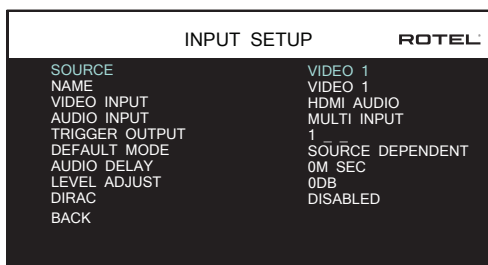 INPUT SETUP ROTEL
SOURCE VIDEO 1
NAME VIDEO 1
VIDEO INPUT HDMI AUDIO
AUDIO INPUT MULTI INPUT
TRIGGER OUTPUT 1 _ _
DEFAULT MODE SOURCE DEPENDENT
AUDIO DELAY 0M SEC
LEVEL ADJUST 0DB
DIRAC DISABLED
BACK